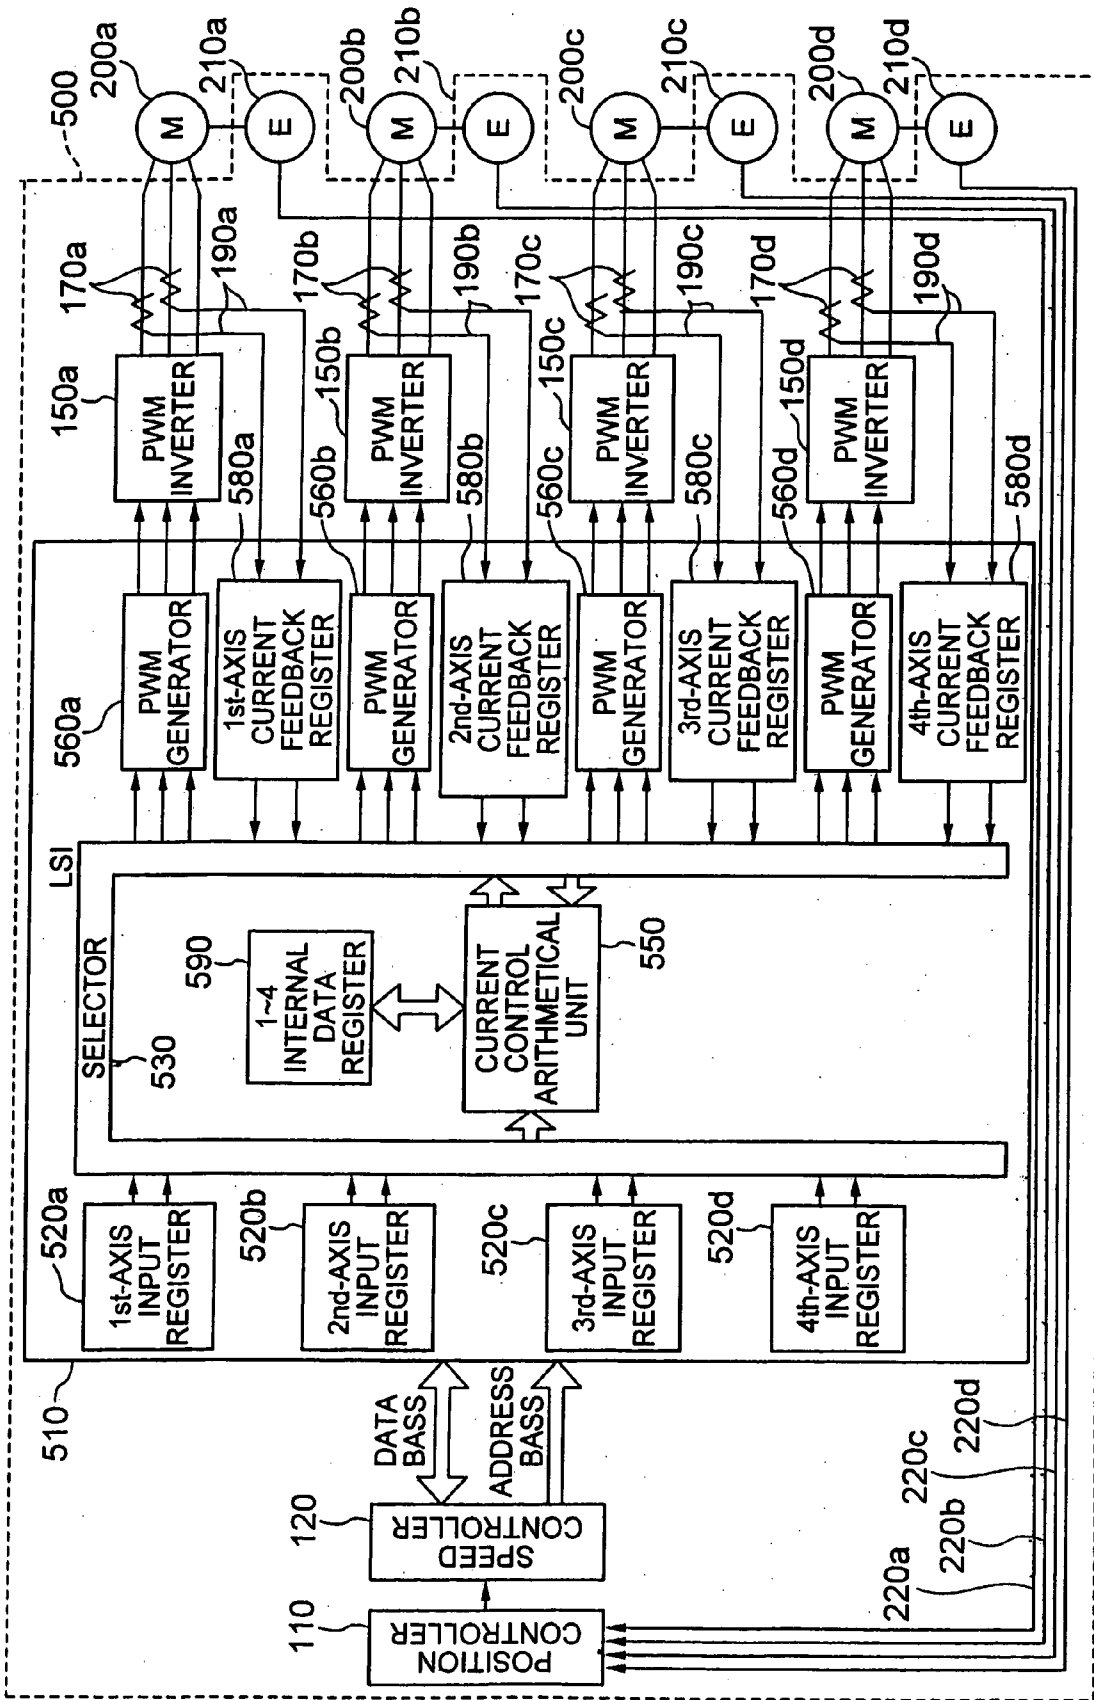 500
200a
210a
200b
210b
200c
210c
200d
210d
M
E
M
E
M
E
M
E
170a
190a
170b
190b
170c
190c
170d
190d
150a
PWM
INVERTER
150b
PWM
INVERTER
150c
PWM
INVERTER
150d
PWM
INVERTER
580a
560b
580b
560c
580c
560d
580d
560a
PWM
GENERATOR
1st-AXIS
CURRENT
FEEDBACK
REGISTER
PWM
GENERATOR
2nd-AXIS
CURRENT
FEEDBACK
REGISTER
PWM
GENERATOR
3rd-AXIS
CURRENT
FEEDBACK
REGISTER
PWM
GENERATOR
4th-AXIS
CURRENT
FEEDBACK
REGISTER
LSI
SELECTOR
530
590
1~4
INTERNAL
DATA
REGISTER
CURRENT
CONTROL
ARITHMETICAL
UNIT
550
520a
1st-AXIS
INPUT
REGISTER
520b
2nd-AXIS
INPUT
REGISTER
520c
3rd-AXIS
INPUT
REGISTER
520d
4th-AXIS
INPUT
REGISTER
510
DATA
BASS
ADDRESS
BASS
120
SPEED
CONTROLLER
110
POSITION
CONTROLLER
220a
220b
220c
220d